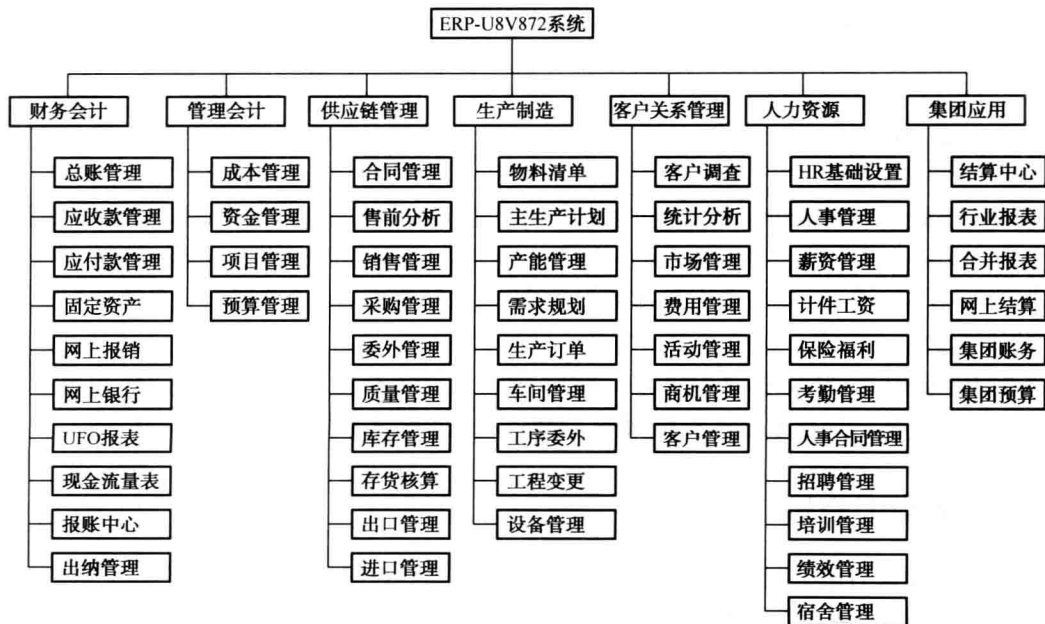 ERP-U8V872系统
财务会计
总账管理
应收款管理
应付款管理
固定资产
网上报销
网上银行
UFO报表
现金流量表
报账中心
出纳管理
管理会计
成本管理
资金管理
项目管理
预算管理
供应链管理
合同管理
售前分析
销售管理
采购管理
委外管理
质量管理
库存管理
存货核算
出口管理
进口管理
生产制造
物料清单
主生产计划
产能管理
需求规划
生产订单
车间管理
工序委外
工程变更
设备管理
客户关系管理
客户调查
统计分析
市场管理
费用管理
活动管理
商机管理
客户管理
人力资源
HR基础设置
人事管理
薪资管理
计件工资
保险福利
考勤管理
人事合同管理
招聘管理
培训管理
绩效管理
宿舍管理
集团应用
结算中心
行业报表
合并报表
网上结算
集团账务
集团预算